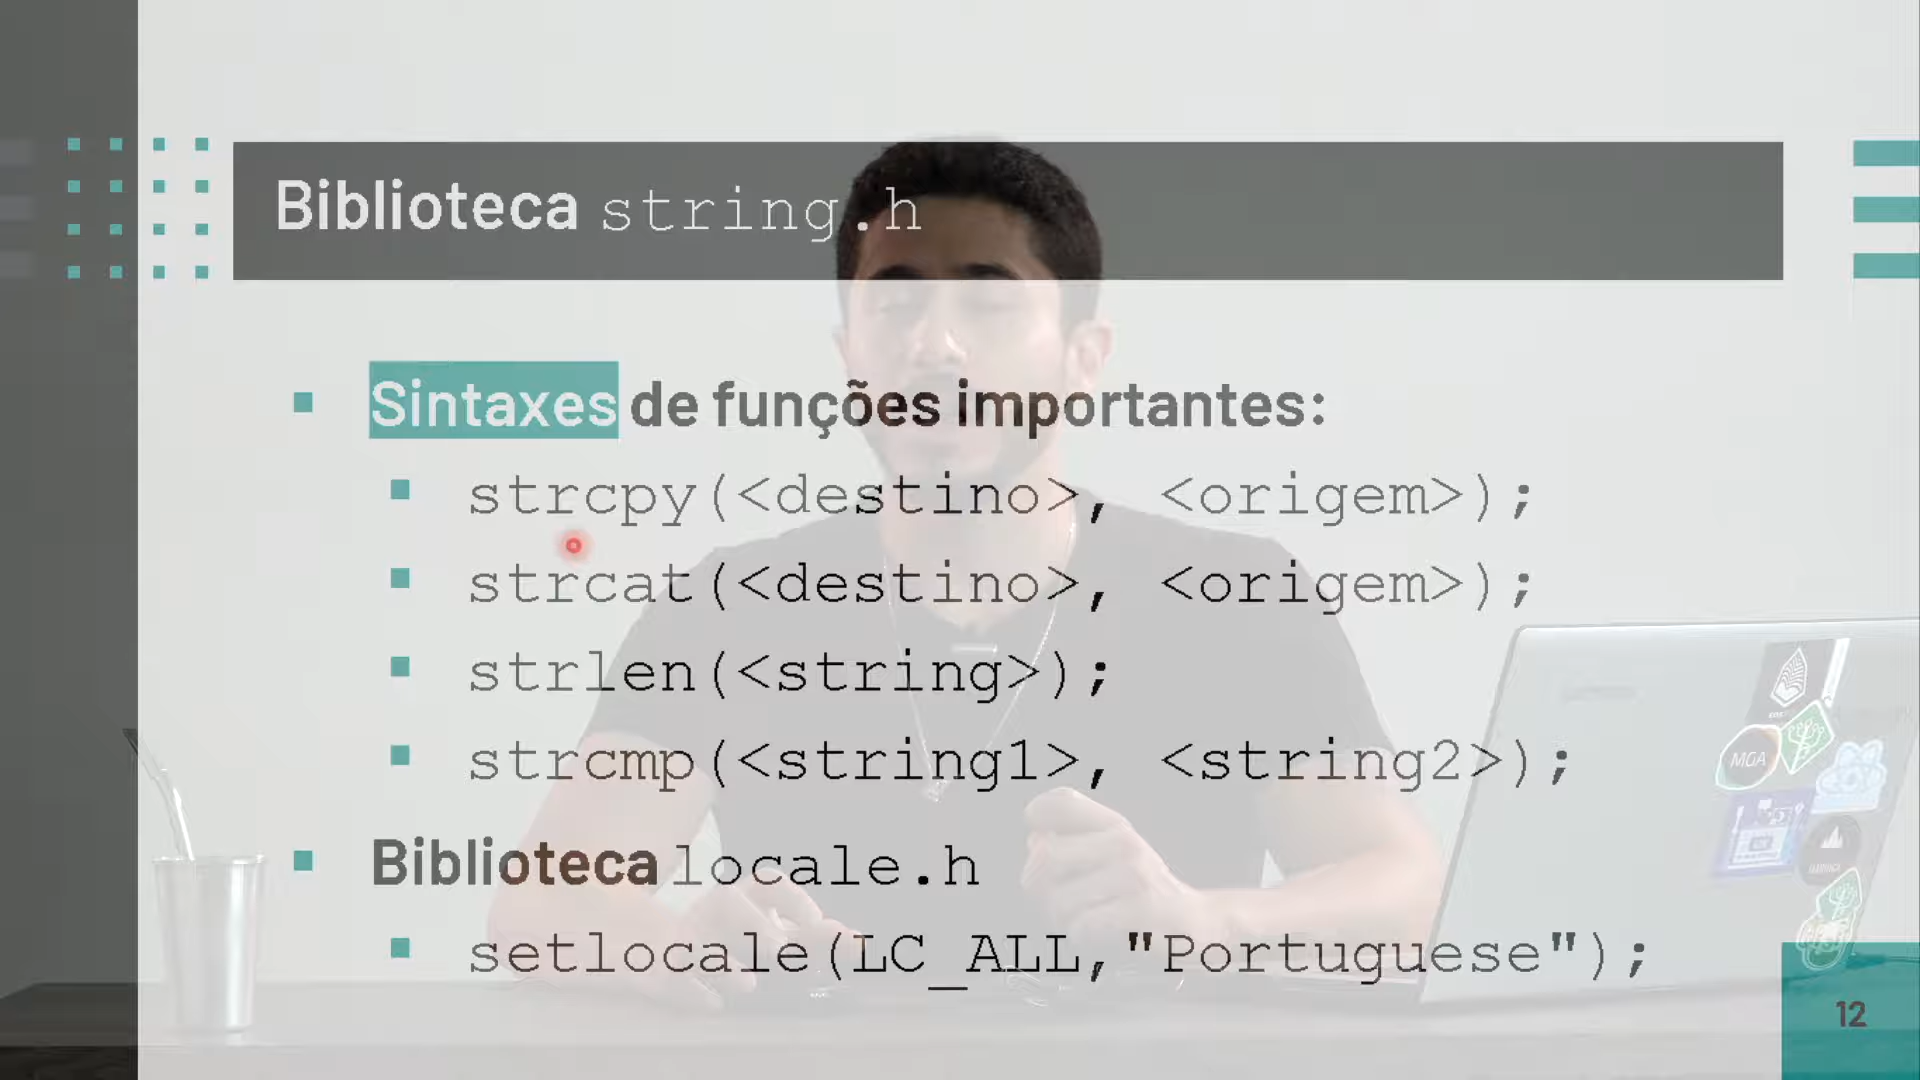 Biblioteca string.h
Sintaxes de funções importantes:
strcpy(<destino>, <origem>);
strcat(<destino>, <origem>);
strlen(<string>);
strcmp(<string1>, <string2>);
Biblioteca locale.h
setlocale(LC_ALL,"Portuguese");
MGA
12